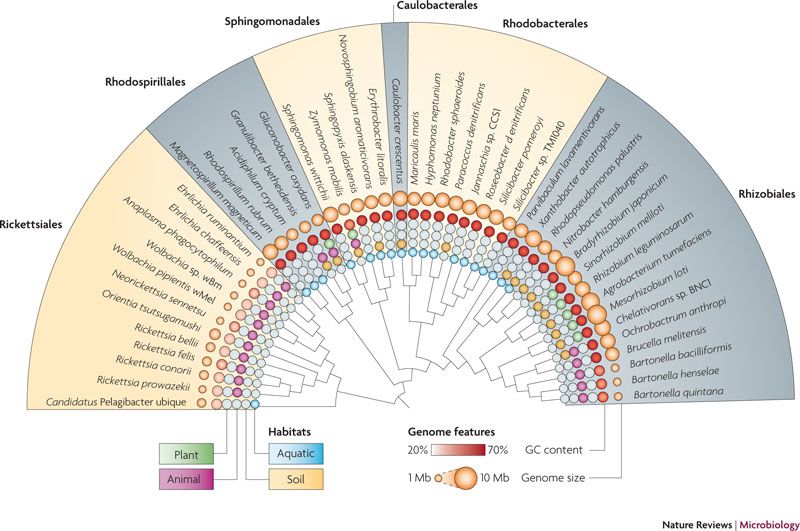 Caulobacterales
Sphingomonadales
Rhodobacterales
Rhodospirillales
Rickettsiales
Rhizobiales
Candidatus Pelagibacter ubique
Rickettsia prowazekii
Rickettsia conorii
Rickettsia felis
Rickettsia bellii
Orientia tsutsugamushi
Neorickettsia sennetsu
Wolbachia pipientis wMel
Wolbachia sp. wBm
Anaplasma phagocytophilum
Ehrlichia chaffeensis
Ehrlichia ruminantium
Magnetospirillum magneticum
Rhodospirillum rubrum
Acidiphilium cryptum
Granulibacter bethesdensis
Gluconobacter oxydans
Sphingomonas wittichii
Zymomonas mobilis
Sphingopyxis alaskensis
Novosphingobium aromaticivorans
Erythrobacter litoralis
Caulobacter crescentus
Maricaulis maris
Hyphomonas neptunium
Rhodobacter sphaeroides
Paracoccus denitrificans
Jannaschia sp. CCS1
Roseobacter d enitrificans
Silicibacter pomeroyi
Silicibacter sp. TM1040
Parvibaculum lavamentivorans
Xanthobacter autotrophicus
Rhodopseudomonas palustris
Nitrobacter hamburgensis
Bradyrhizobium japonicum
Sinorhizobium meliloti
Rhizobium leguminosarum
Agrobacterium tumefaciens
Mesorhizobium loti
Chelativorans sp. BNC1
Ochrobactrum anthropi
Brucella melitensis
Bartonella bacilliformis
Bartonella henselae
Bartonella quintana
Habitats
Plant
Aquatic
Animal
Soil
Genome features
20% 70% GC content
1 Mb 10 Mb Genome size
Nature Reviews | Microbiology